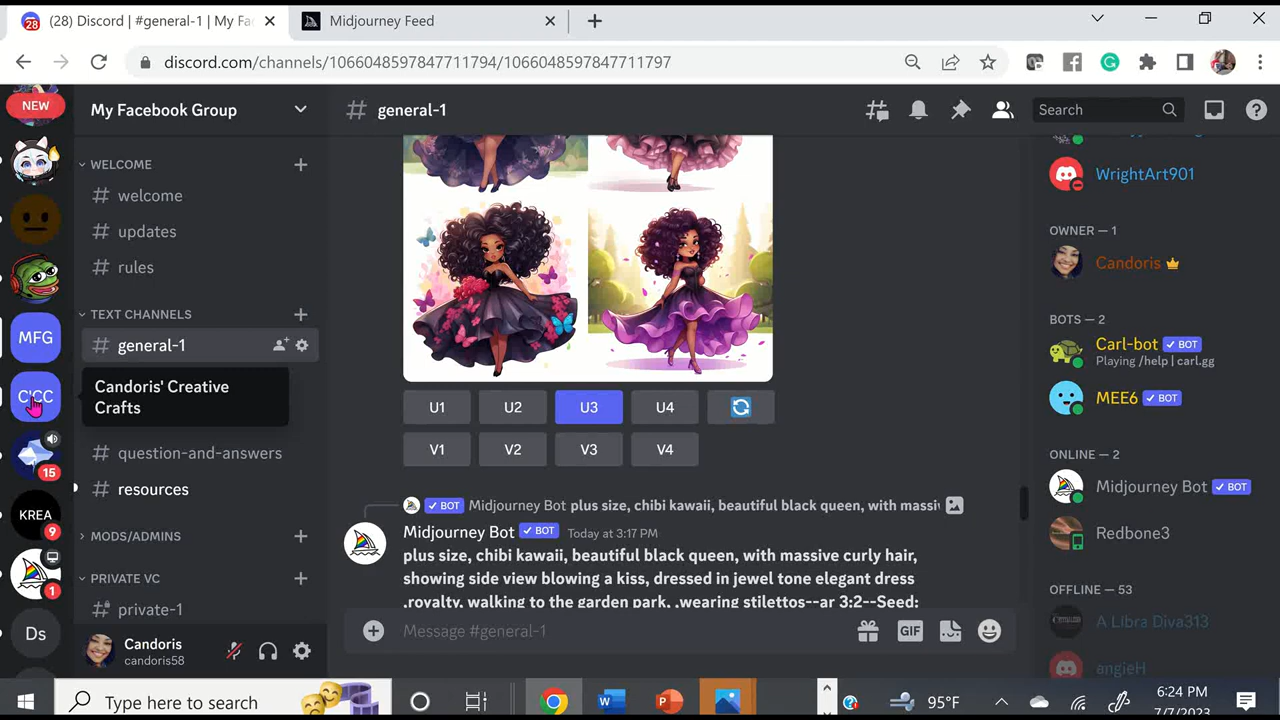 (28) Discord | #general-1 | My Fa
Midjourney Feed
discord.com/channels/1066048597847711794/1066048597847711797
NEW
My Facebook Group
general-1
Search
WELCOME
welcome
updates
rules
TEXT CHANNELS
general-1
Candoris' Creative
Crafts
question-and-answers
resources
MODS/ADMINS
PRIVATE VC
private-1
MFG
C'CC
15
KREA
9
1
Ds
Candoris
candoris58
U1
U2
U3
U4
V1
V2
V3
V4
BOT Midjourney Bot plus size, chibi kawaii, beautiful black queen, with massiv
Midjourney Bot BOT Today at 3:17 PM
plus size, chibi kawaii, beautiful black queen, with massive curly hair,
showing side view blowing a kiss, dressed in jewel tone elegant dress
,royalty, walking to the garden park, ,wearing stilettos--ar 3:2--Seed:
Message #general-1
GIF
WrightArt901
OWNER — 1
Candoris
BOTS — 2
Carl-bot BOT
Playing /help | carl.gg
MEE6 BOT
ONLINE — 2
Midjourney Bot BOT
Redbone3
OFFLINE — 53
A LIbra Diva313
angieH
Type here to search
95°F
6:24 PM
7/7/2023